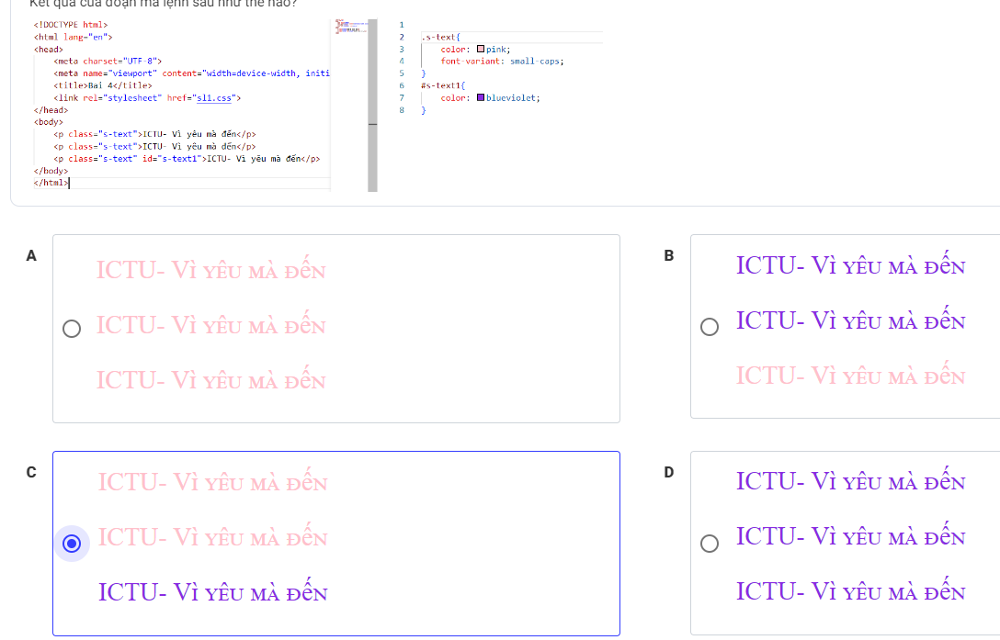 Kết quả của đoạn mã lệnh sau như thế nào?
<!DOCTYPE html>
<html lang="en">
<head>
<meta charset="UTF-8">
<meta name="viewport" content="width=device-width, initi
<title>Bai 4</title>
<link rel="stylesheet" href="sl1.css">
</head>
<body>
<p class="s-text">ICTU- Vì yêu mà đến</p>
<p class="s-text">ICTU- Vì yêu mà đến</p>
<p class="s-text" id="s-text1">ICTU- Vì yêu mà đến</p>
</body>
</html>
1
2 .s-text{
3 color: pink;
4 font-variant: small-caps;
5 }
6 #s-text1{
7 color: blueviolet;
8 }
A
ICTU- Vì yêu mà đến
ICTU- Vì yêu mà đến
ICTU- Vì yêu mà đến
B
ICTU- Vì yêu mà đến
ICTU- Vì yêu mà đến
ICTU- Vì yêu mà đến
C
ICTU- Vì yêu mà đến
ICTU- Vì yêu mà đến
ICTU- Vì yêu mà đến
D
ICTU- Vì yêu mà đến
ICTU- Vì yêu mà đến
ICTU- Vì yêu mà đến